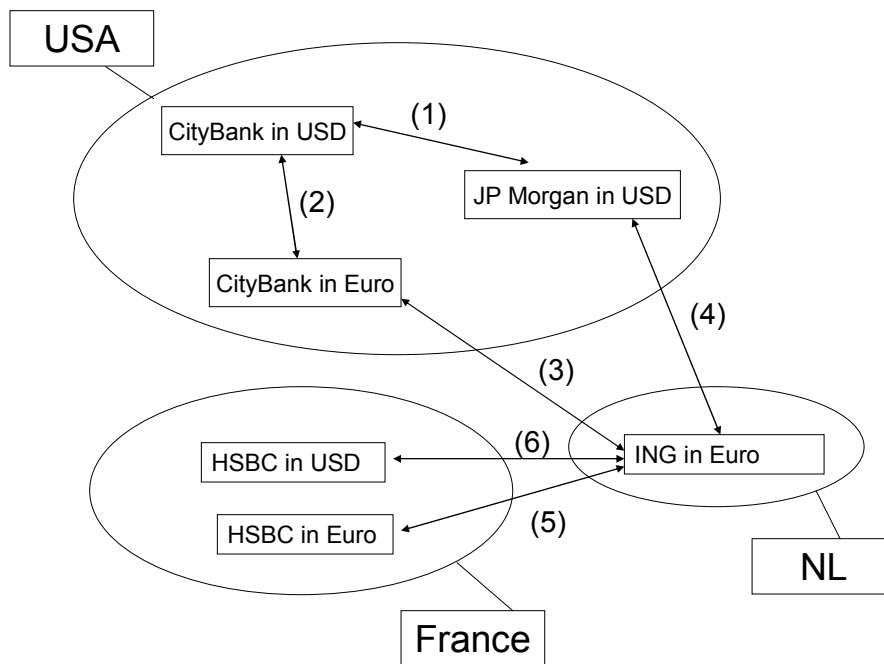 USA
(1)
CityBank in USD
JP Morgan in USD
(2)
CityBank in Euro
(4)
(3)
(6)
ING in Euro
HSBC in USD
HSBC in Euro
(5)
NL
France